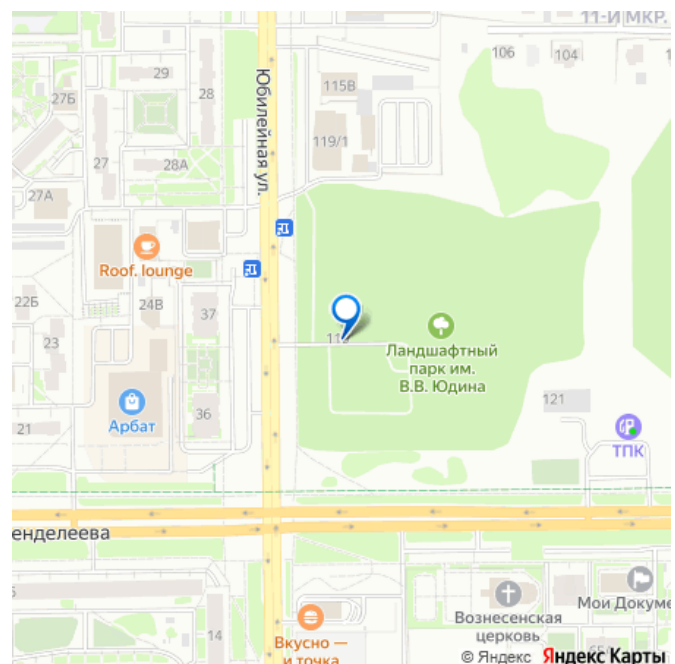 11-Й МКР.
29
106
104
27Б
28
115В
Юбилейная ул.
119/1
27
28А
27А
Roof. lounge
22Б
24В
37
23
Ландшафтный
парк им.
В.В. Юдина
121
36
21
Арбат
ТПК
енделеева
Вознесенская
церковь
Мои Докуме
14
Вкусно —
и точка
65А
© Яндекс Яндекс Карты